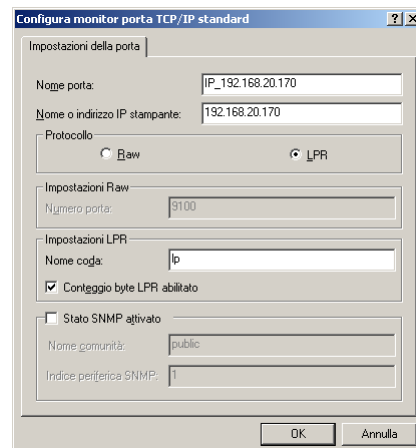 Configura monitor porta TCP/IP standard
Impostazioni della porta
Nome porta: IP_192.168.20.170
Nome o indirizzo IP stampante: 192.168.20.170
Protocollo
Raw LPR
Impostazioni Raw
Numero porta: 9100
Impostazioni LPR
Nome coda: lp
Conteggio byte LPR abilitato
Stato SNMP attivato
Nome comunità: public
Indice periferica SNMP: 1
OK Annulla